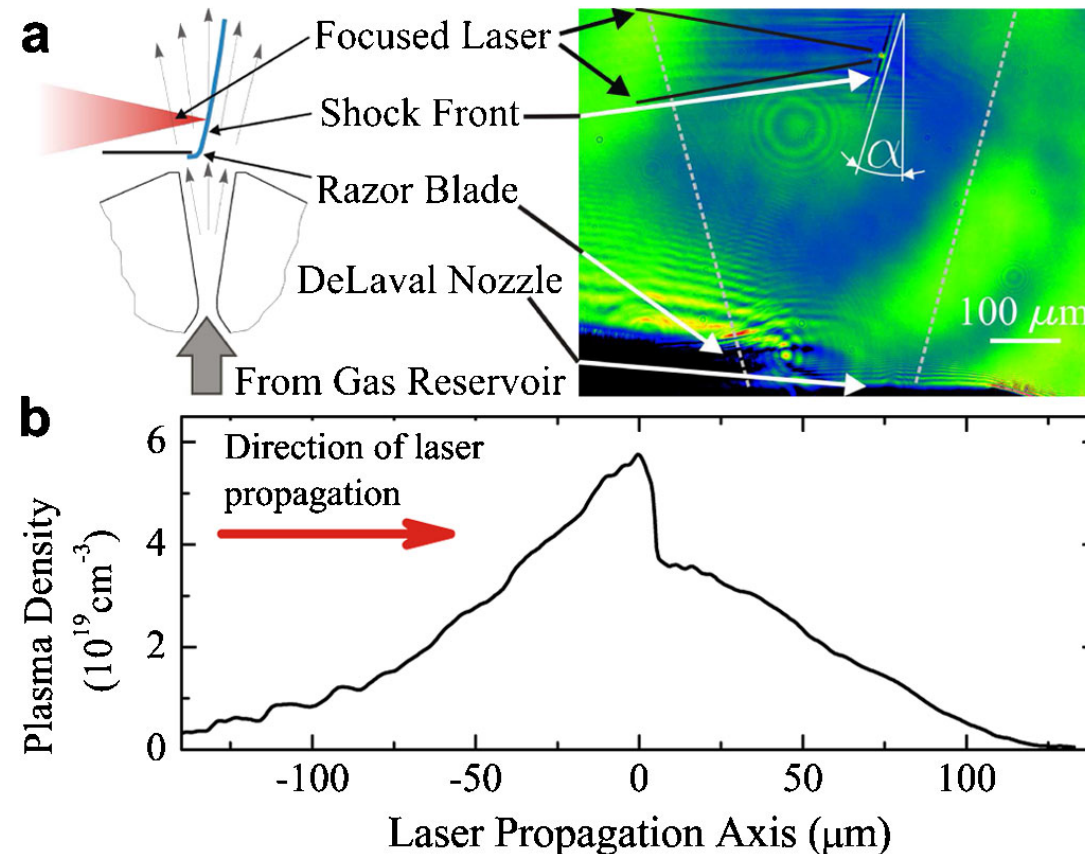 a
Focused Laser
Shock Front
Razor Blade
DeLaval Nozzle
From Gas Reservoir
α
100 μm
b
Direction of laser
propagation
Plasma Density
(10¹⁹cm⁻³)
6
4
2
0
-100
-50
0
50
100
Laser Propagation Axis (μm)